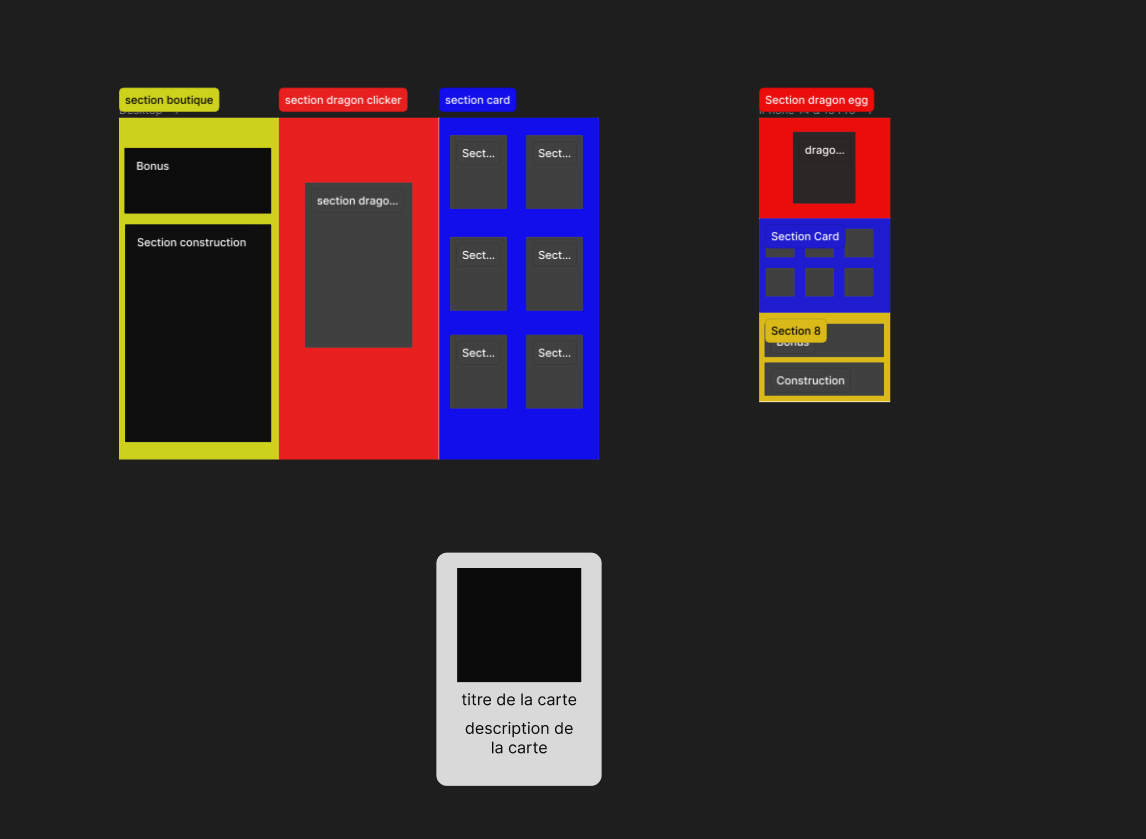 section boutique
section dragon clicker
section card
Section dragon egg
Bonus
Section construction
section drago...
Sect...
Sect...
Sect...
Sect...
Sect...
Sect...
drago...
Section Card
Section 8
Bonus
Construction
titre de la carte
description de
la carte